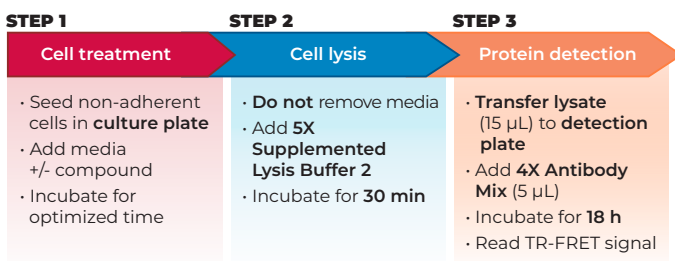 STEP 1
Cell treatment
· Seed non-adherent
cells in culture plate
· Add media
+/- compound
· Incubate for
optimized time
STEP 2
Cell lysis
· Do not remove media
· Add 5X
Supplemented
Lysis Buffer 2
· Incubate for 30 min
STEP 3
Protein detection
· Transfer lysate
(15 µL) to detection
plate
· Add 4X Antibody
Mix (5 µL)
· Incubate for 18 h
· Read TR-FRET signal